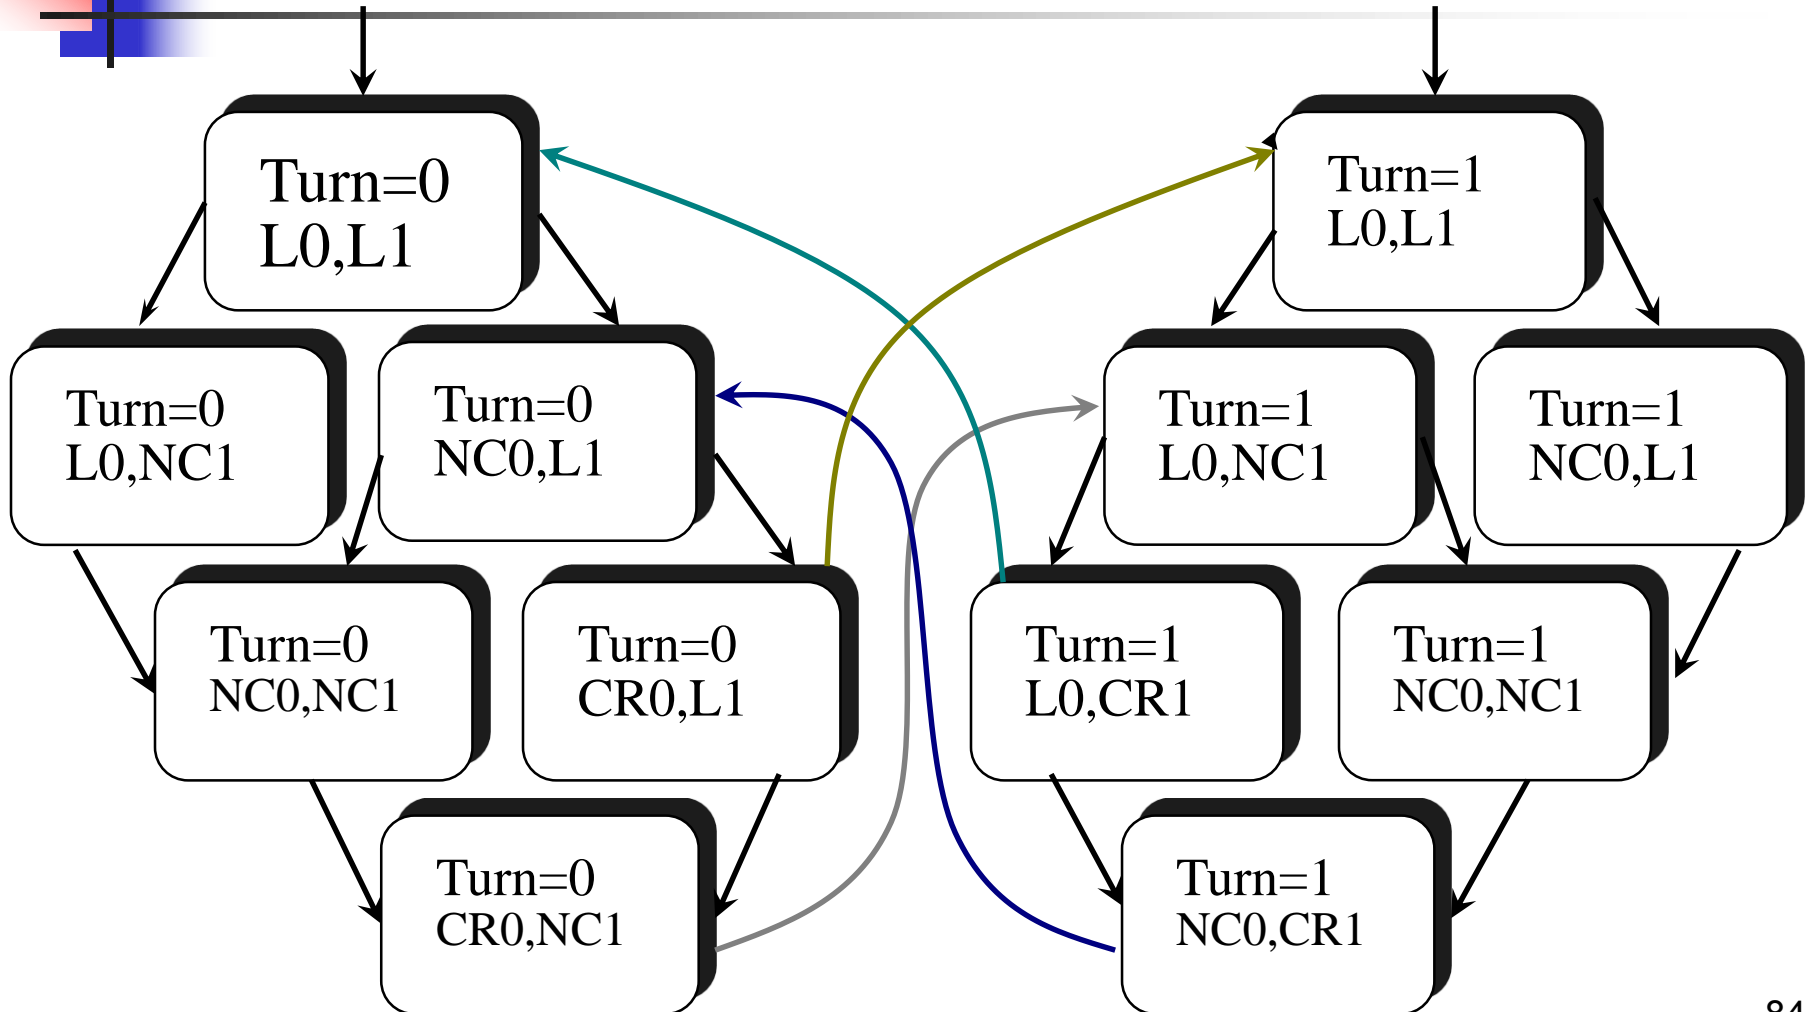 Turn=0
L0,L1
Turn=1
L0,L1
Turn=0
L0,NC1
Turn=0
NC0,L1
Turn=1
L0,NC1
Turn=1
NC0,L1
Turn=0
NC0,NC1
Turn=0
CR0,L1
Turn=1
L0,CR1
Turn=1
NC0,NC1
Turn=0
CR0,NC1
Turn=1
NC0,CR1
84